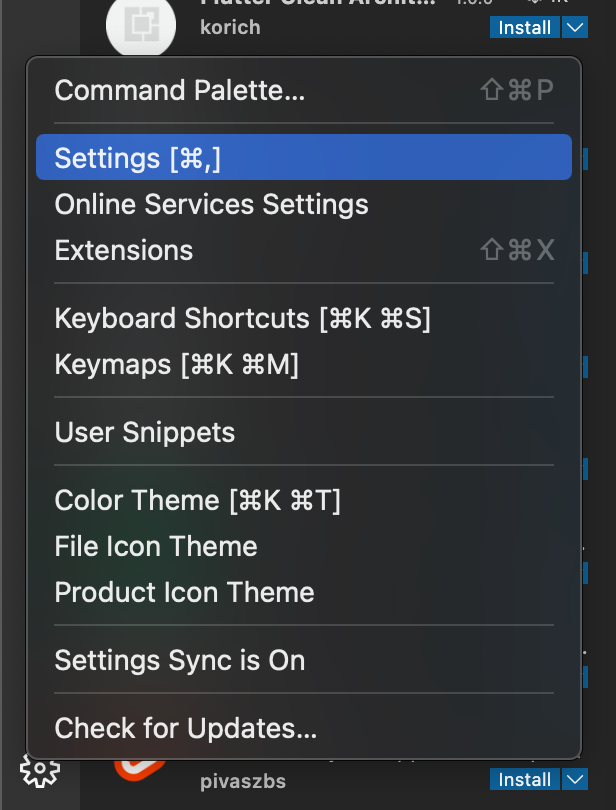 korich
Install
Command Palette... ⇧⌘P
Settings [⌘,]
Online Services Settings
Extensions ⇧⌘X
Keyboard Shortcuts [⌘K ⌘S]
Keymaps [⌘K ⌘M]
User Snippets
Color Theme [⌘K ⌘T]
File Icon Theme
Product Icon Theme
Settings Sync is On
Check for Updates...
pivaszbs
Install